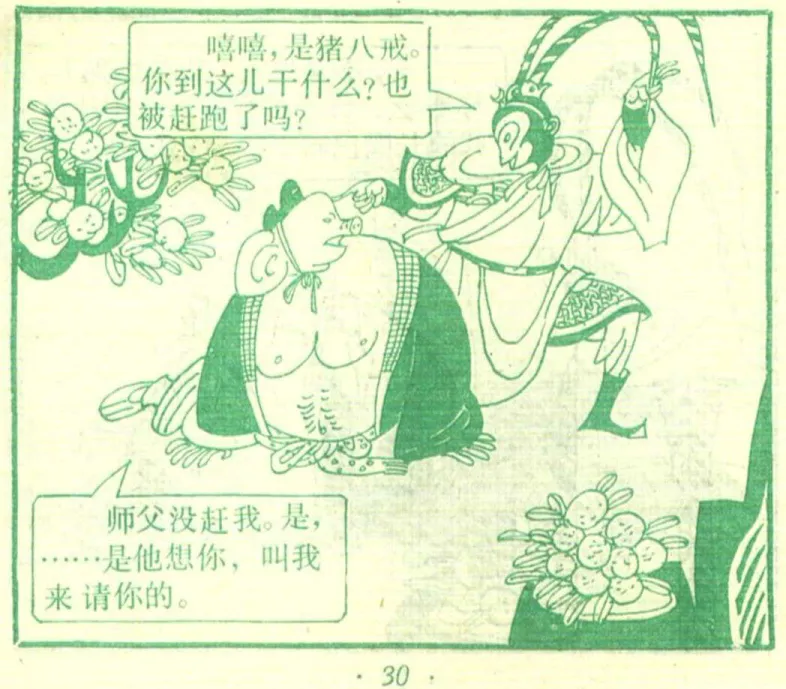 嘻嘻，是猪八戒。
你到这儿干什么？也
被赶跑了吗？
师父没赶我。是，
……是他想你，叫我
来请你的。
· 30 ·